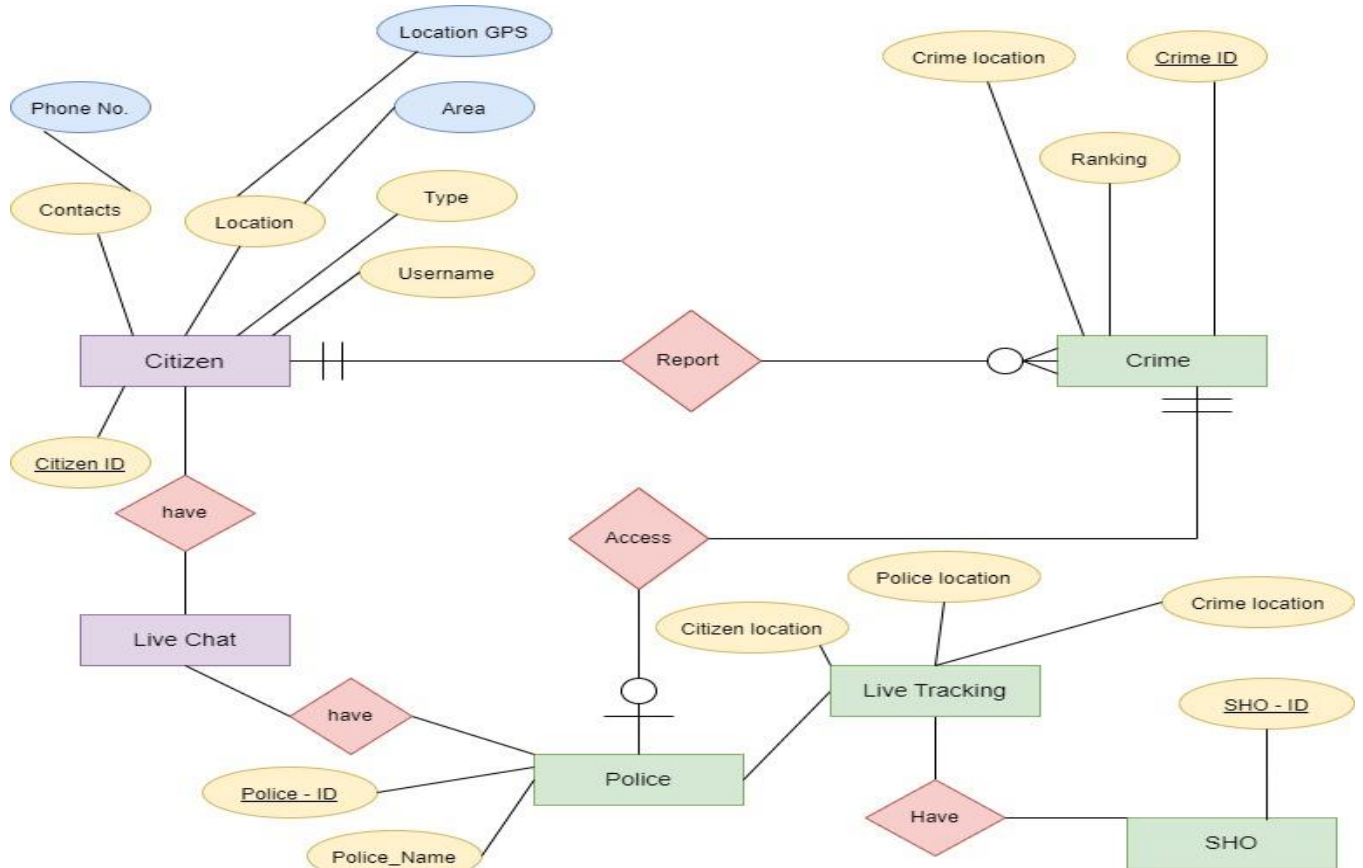 Location GPS
Crime location
Crime ID
Phone No.
Area
Ranking
Contacts
Location
Type
Username
Citizen
Report
Crime
Citizen ID
have
Access
Police location
Crime location
Citizen location
Live Chat
Live Tracking
SHO - ID
have
Police
Police - ID
Have
SHO
Police_Name